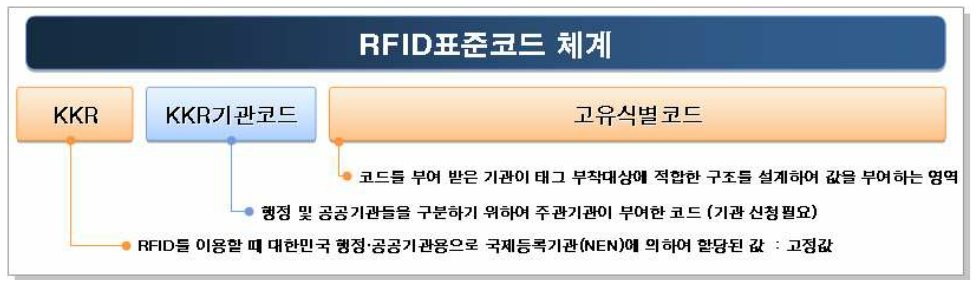 RFID표준코드 체계
KKR
KKR기관코드
고유식별코드
코드를 부여 받은 기관이 태그 부착대상에 적합한 구조를 설계하여 값을 부여하는 영역
행정 및 공공기관들을 구분하기 위하여 주관기관이 부여한 코드 (기관 신청필요)
RFID를 이용할 때 대한민국 행정·공공기관용으로 국제등록기관(NEN)에 의하여 할당된 값 : 고정값